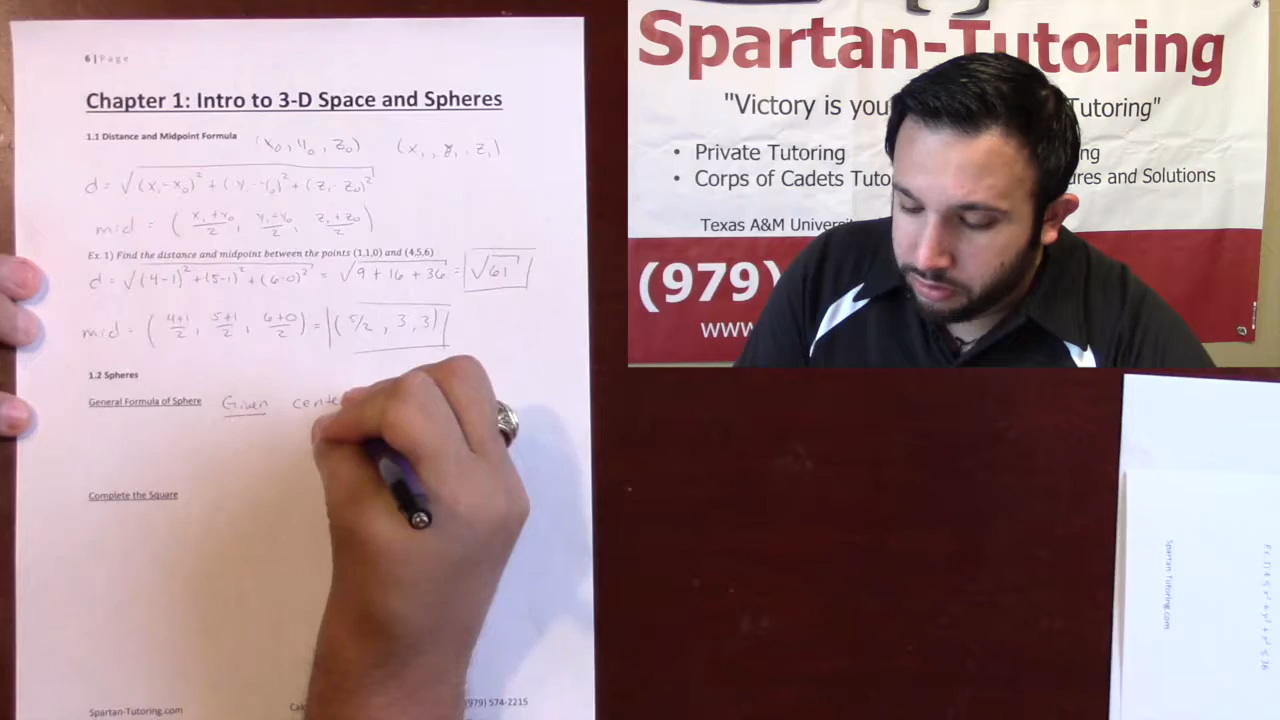 6 | Page
Chapter 1: Intro to 3-D Space and Spheres
1.1 Distance and Midpoint Formula (x₀, y₀, z₀) (x₁, y₁, z₁)
d = √(x₁-x₀)² + (y₁-y₀)² + (z₁-z₀)²
mid = ( x₁+x₀/2, y₁+y₀/2, z₁+z₀/2 )
Ex. 1) Find the distance and midpoint between the points (1,1,0) and (4,5,6)
d = √(4-1)² + (5-1)² + (6-0)² = √9 + 16 + 36 = √61
mid = ( 4+1/2, 5+1/2, 6+0/2 ) = (5/2, 3, 3)
1.2 Spheres
General Formula of Sphere Given cente
Complete the Square
Spartan-Tutoring.com (979) 574-2215
Spartan-Tutoring
"Victory is you Tutoring"
• Private Tutoring
• Corps of Cadets Tuto ures and Solutions
Texas A&M Univers
(979)
www
Spartan Tutoring.com